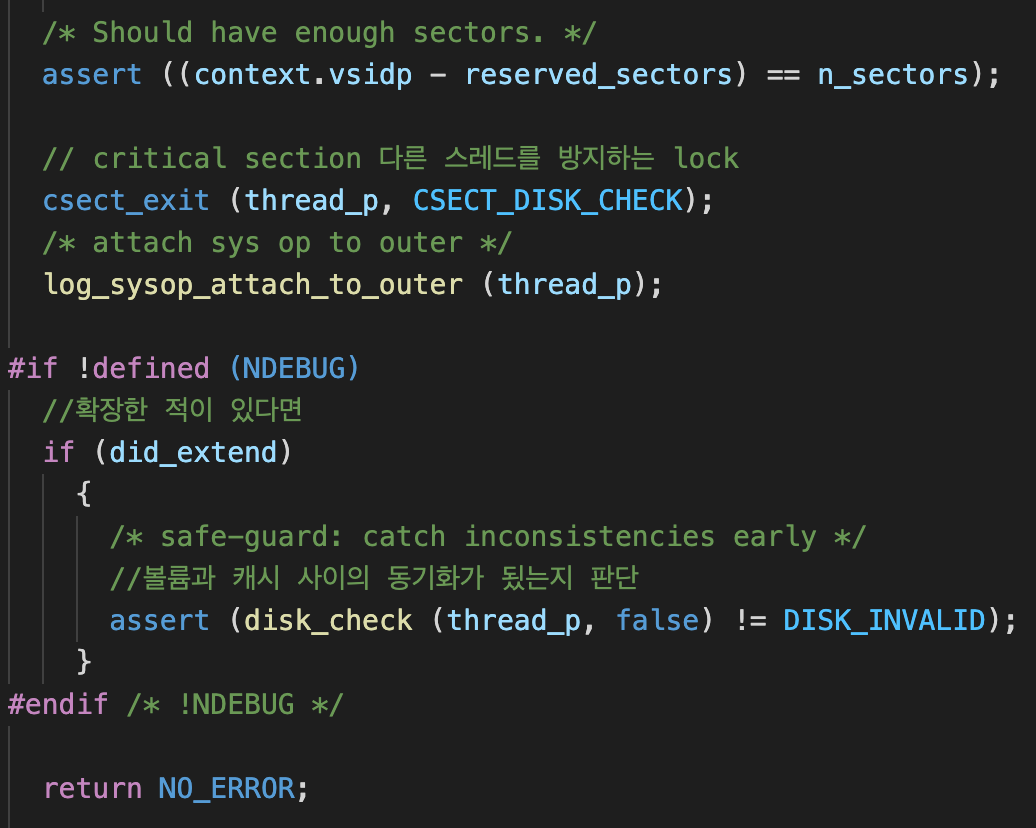 /* Should have enough sectors. */
assert ((context.vsidp - reserved_sectors) == n_sectors);
// critical section 다른 스레드를 방지하는 lock
csect_exit (thread_p, CSECT_DISK_CHECK);
/* attach sys op to outer */
log_sysop_attach_to_outer (thread_p);
#if !defined (NDEBUG)
//확장한 적이 있다면
if (did_extend)
{
/* safe-guard: catch inconsistencies early */
//볼륨과 캐시 사이의 동기화가 됬는지 판단
assert (disk_check (thread_p, false) != DISK_INVALID);
}
#endif /* !NDEBUG */
return NO_ERROR;